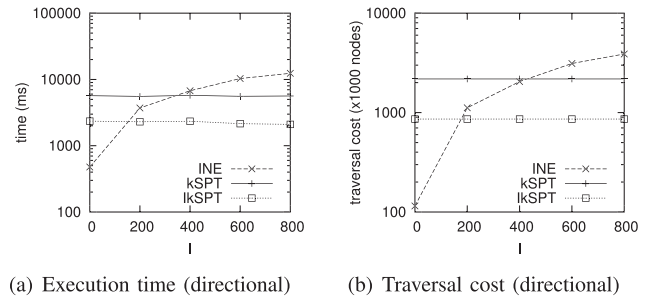 100000
10000
1000
100
time (ms)
INE
kSPT
lkSPT
0 200 400 600 800
l
(a) Execution time (directional)
10000
1000
100
traversal cost (x1000 nodes)
INE
kSPT
lkSPT
0 200 400 600 800
l
(b) Traversal cost (directional)